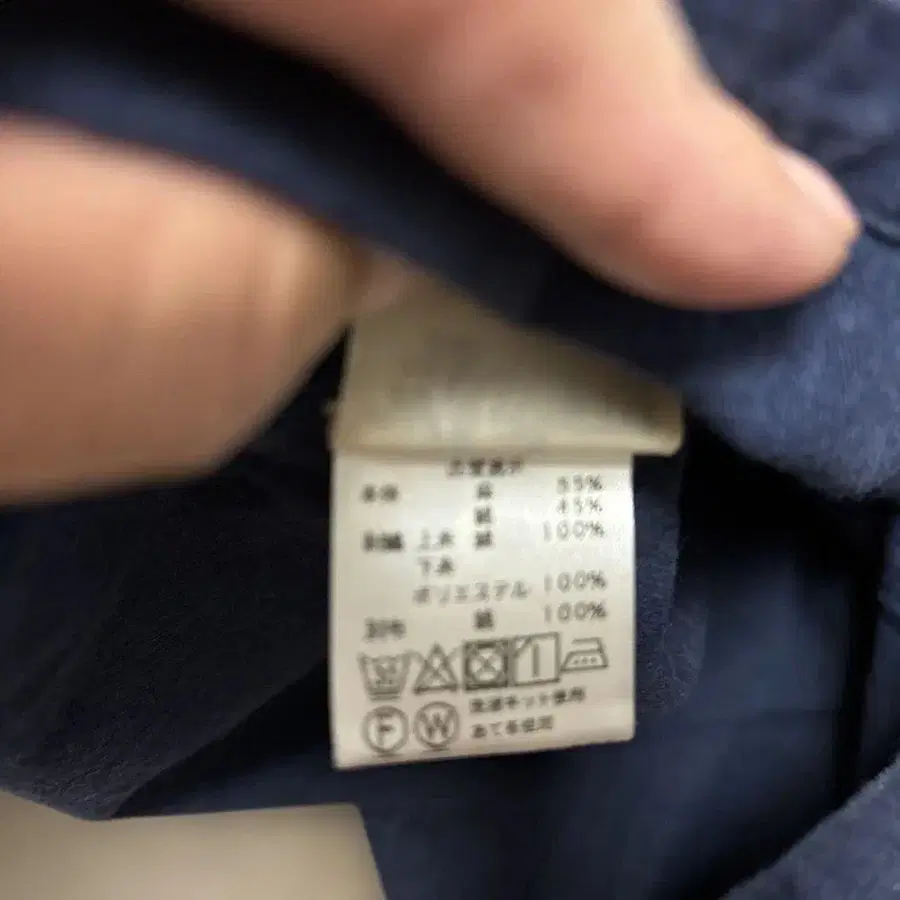 品質表示
本体 麻 55%
綿 45%
刺繍 上糸 綿 100%
下糸
ポリエステル 100%
別布 綿 100%
30
F W 洗濯ネット使用
あて布使用